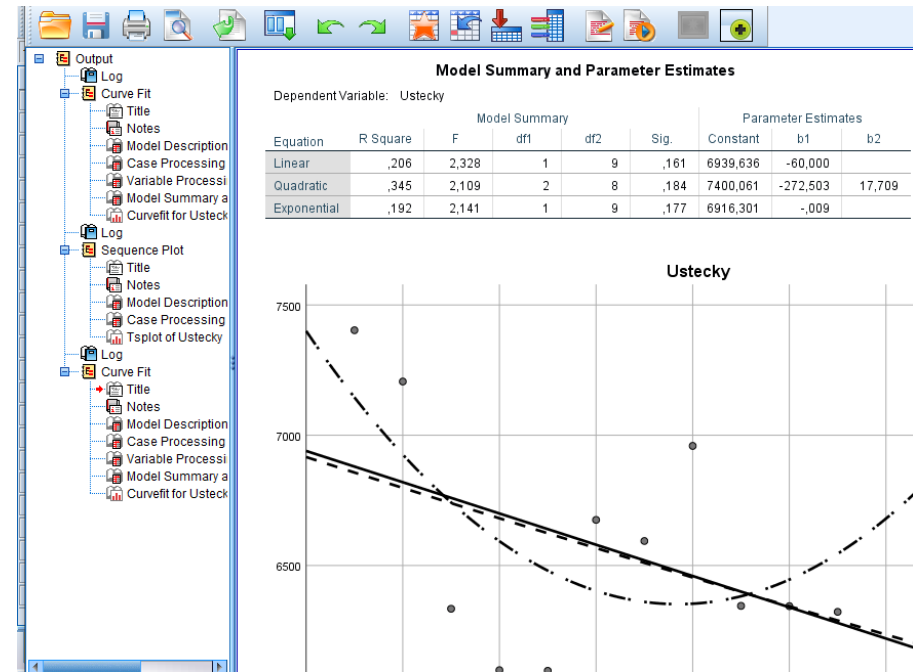 Output
Log
Curve Fit
Title
Notes
Model Description
Case Processing
Variable Processi
Model Summary a
Curvefit for Usteck
Log
Sequence Plot
Title
Notes
Model Description
Case Processing
Tsplot of Ustecky
Log
Curve Fit
Title
Notes
Model Description
Case Processing
Variable Processi
Model Summary a
Curvefit for Usteck
Model Summary and Parameter Estimates
Dependent Variable: Ustecky
Model Summary Parameter Estimates
Equation R Square F df1 df2 Sig. Constant b1 b2
Linear ,206 2,328 1 9 ,161 6939,636 -60,000
Quadratic ,345 2,109 2 8 ,184 7400,061 -272,503 17,709
Exponential ,192 2,141 1 9 ,177 6916,301 -,009
Ustecky
7500
7000
6500